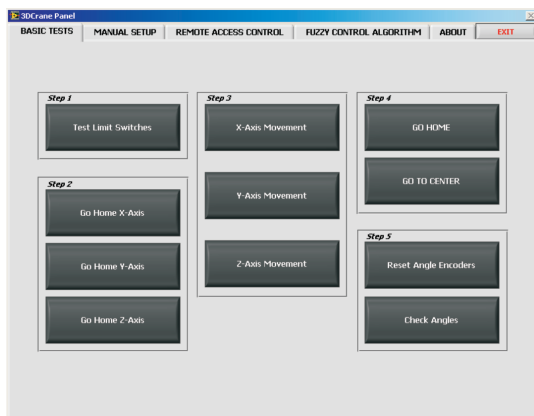 3DCrane Panel
BASIC TESTS MANUAL SETUP REMOTE ACCESS CONTROL FUZZY CONTROL ALGORITHM ABOUT EXIT
Step 1
Test Limit Switches
Step 2
Go Home X-Axis
Go Home Y-Axis
Go Home Z-Axis
Step 3
X-Axis Movement
Y-Axis Movement
Z-Axis Movement
Step 4
GO HOME
GO TO CENTER
Step 5
Reset Angle Encoders
Check Angles